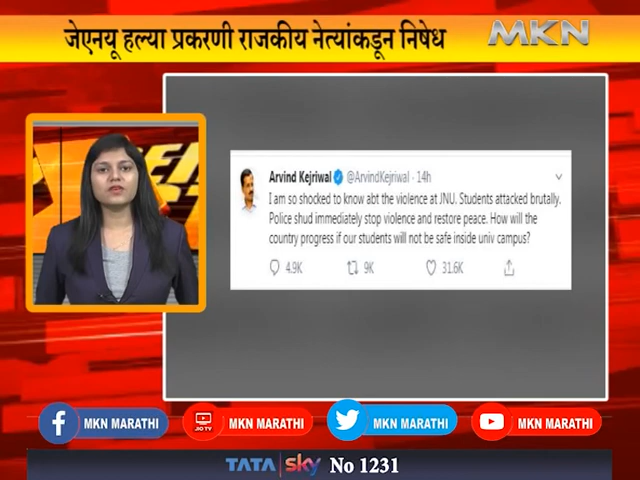 जेएनयू हल्या प्रकरणी राजकीय नेत्यांकडून निषेध
MKN
Arvind Kejriwal @ArvindKejriwal · 14h
I am so shocked to know abt the violence at JNU. Students attacked brutally.
Police shud immediately stop violence and restore peace. How will the
country progress if our students will not be safe inside univ campus?
4.9K 9K 31.6K
MKN MARATHI
JIO TV
MKN MARATHI
MKN MARATHI
MKN MARATHI
TATA sky No 1231